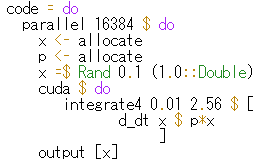 code = do
  parallel 16384 $ do
    x <- allocate
    p <- allocate
    x =$ Rand 0.1 (1.0::Double)
    cuda $ do
        integrate4 0.01 2.56 $ [
              d_dt x $ p*x
                   ]
    output [x]